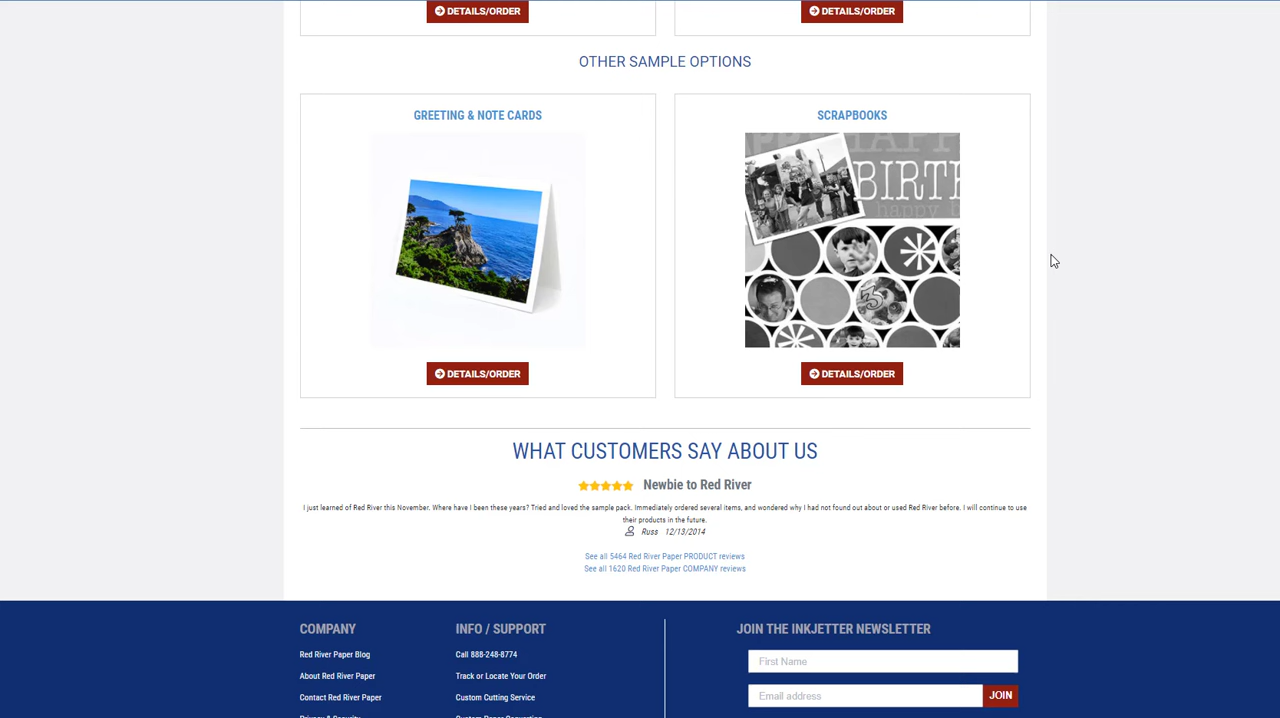 DETAILS/ORDER DETAILS/ORDER
OTHER SAMPLE OPTIONS
GREETING & NOTE CARDS
SCRAPBOOKS
BIRT
happy
DETAILS/ORDER DETAILS/ORDER
WHAT CUSTOMERS SAY ABOUT US
Newbie to Red River
I just learned of Red River this November. Where have I been these years? Tried and loved the sample pack. Immediately ordered several items, and wondered why I had not found out about or used Red River before. I will continue to use
their products in the future.
Russ 12/13/2014
See all 5464 Red River Paper PRODUCT reviews
See all 1620 Red River Paper COMPANY reviews
COMPANY
Red River Paper Blog
About Red River Paper
Contact Red River Paper
Privacy & Security
INFO / SUPPORT
Call 888-248-8774
Track or Locate Your Order
Custom Cutting Service
JOIN THE INKJETTER NEWSLETTER
First Name
Email address JOIN